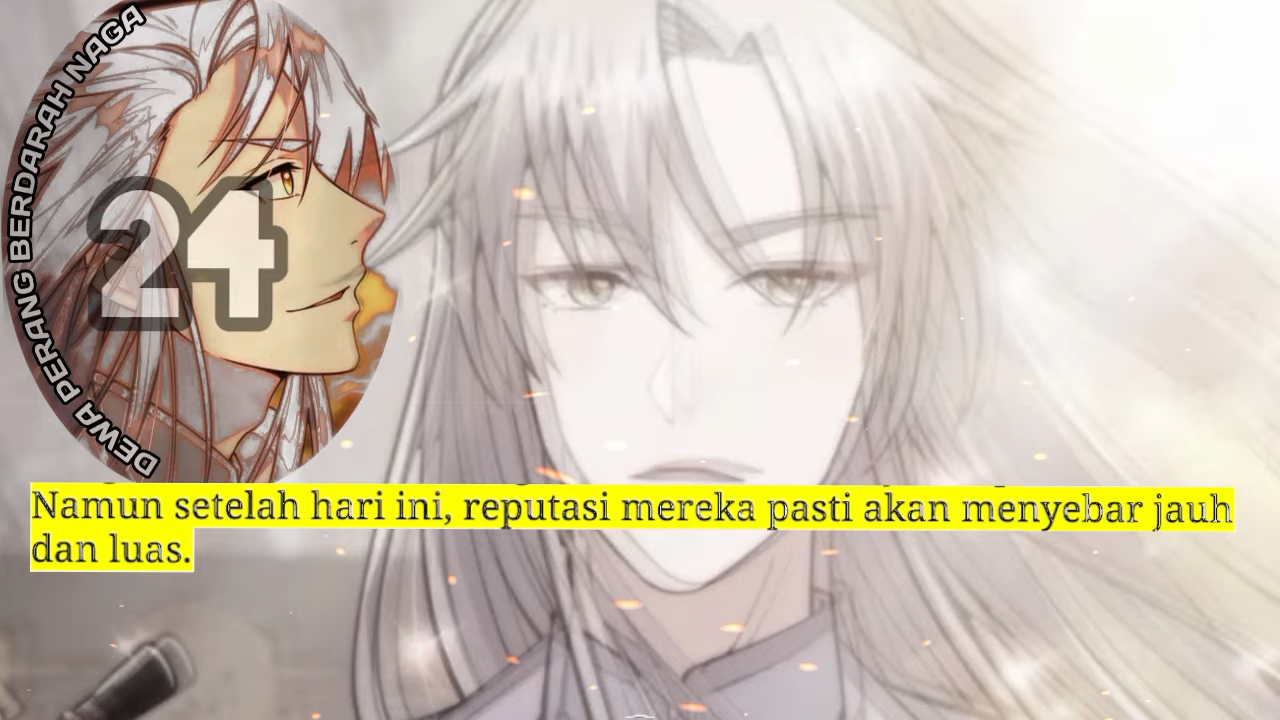 DEWA PERANG BERDARAH NAGA
24
Namun setelah hari ini, reputasi mereka pasti akan menyebar jauh
dan luas.